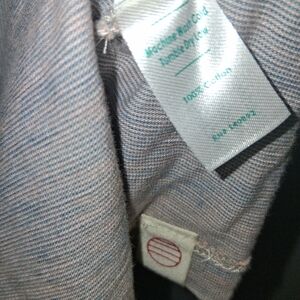 Machine Wash Cold
Tumble Dry Low
100% Cotton